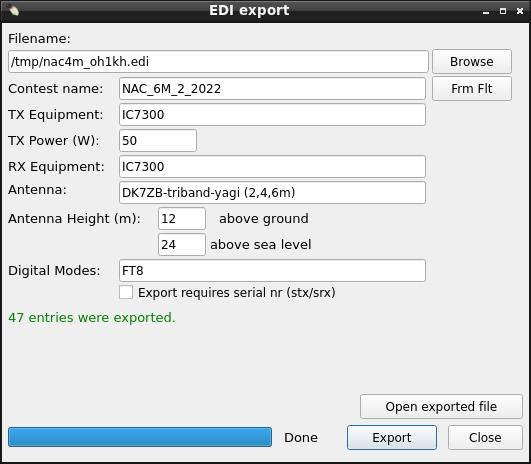 EDI export
Filename:
/tmp/nac4m_oh1kh.edi Browse
Contest name: NAC_6M_2_2022 Frm Flt
TX Equipment: IC7300
TX Power (W): 50
RX Equipment: IC7300
Antenna: DK7ZB-triband-yagi (2,4,6m)
Antenna Height (m): 12 above ground
24 above sea level
Digital Modes: FT8
Export requires serial nr (stx/srx)
47 entries were exported.
Open exported file
Done Export Close